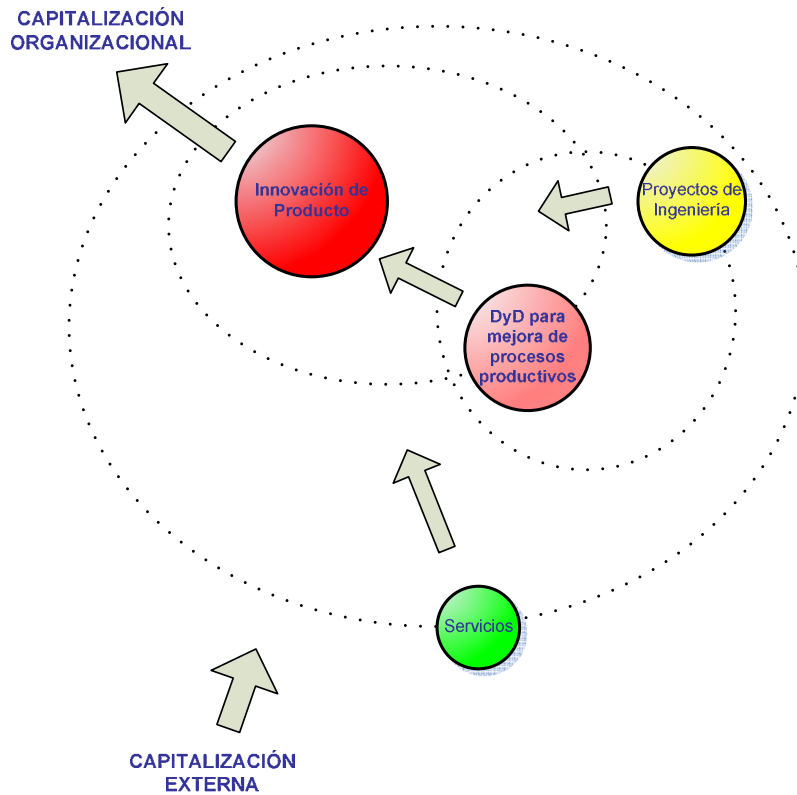 CAPITALIZACIÓN
ORGANIZACIONAL
Innovación de
Producto
Proyectos de
Ingeniería
DyD para
mejora de
procesos
productivos
Servicios
CAPITALIZACIÓN
EXTERNA